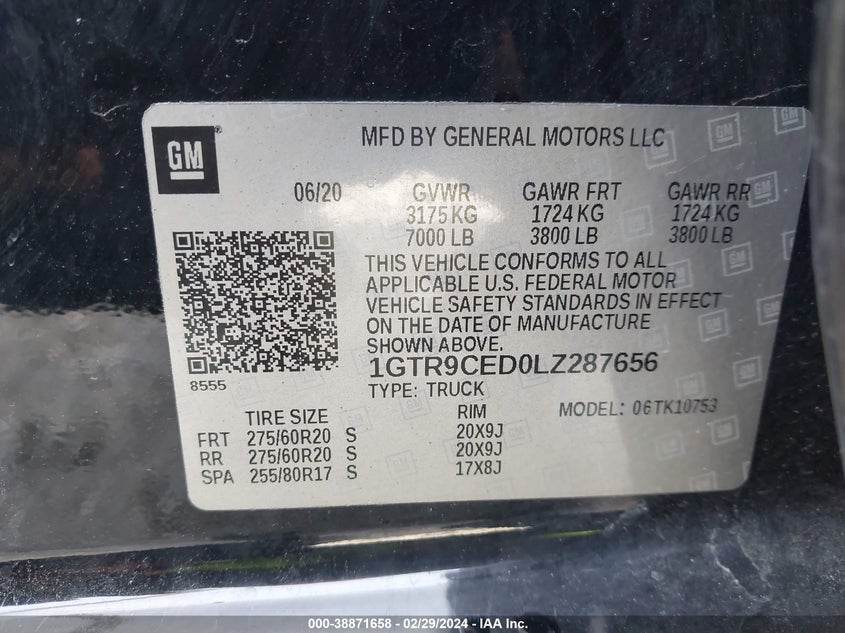 GM ®
MFD BY GENERAL MOTORS LLC
06/20 GVWR GAWR FRT GAWR RR
3175 KG 1724 KG 1724 KG
7000 LB 3800 LB 3800 LB
THIS VEHICLE CONFORMS TO ALL
APPLICABLE U.S. FEDERAL MOTOR
VEHICLE SAFETY STANDARDS IN EFFECT
ON THE DATE OF MANUFACTURE
SHOWN ABOVE.
1GTR9CED0LZ287656
8555
TYPE: TRUCK
TIRE SIZE RIM MODEL: 06TK10753
FRT 275/60R20 S 20X9J
RR 275/60R20 S 20X9J
SPA 255/80R17 S 17X8J
000-38871658 - 02/29/2024 - IAA Inc.